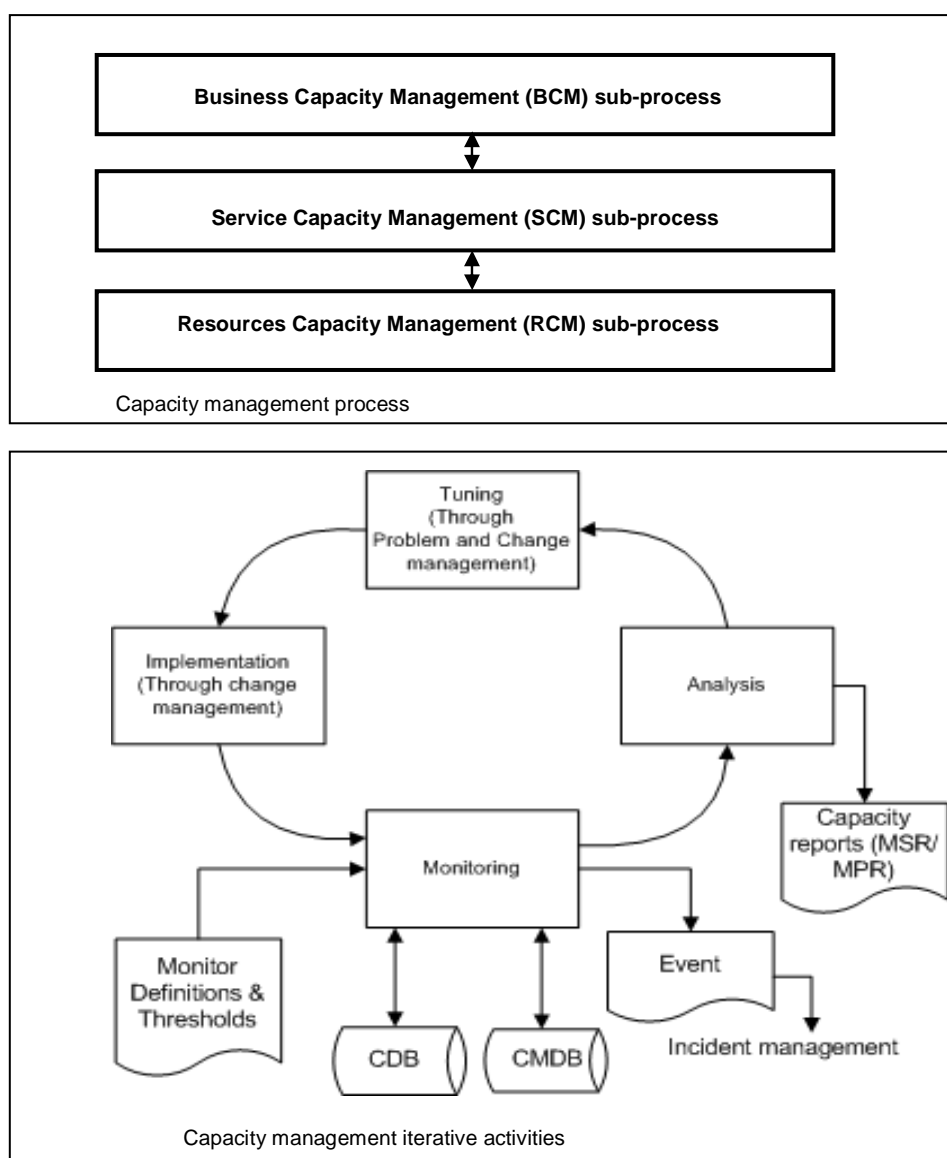 Business Capacity Management (BCM) sub-process
Service Capacity Management (SCM) sub-process
Resources Capacity Management (RCM) sub-process
Capacity management process
Tuning
(Through
Problem and Change
management)
Implementation
(Through change
management)
Analysis
Capacity
reports (MSR/
MPR)
Monitoring
Monitor
Definitions &
Thresholds
Event
CDB
CMDB
Incident management
Capacity management iterative activities